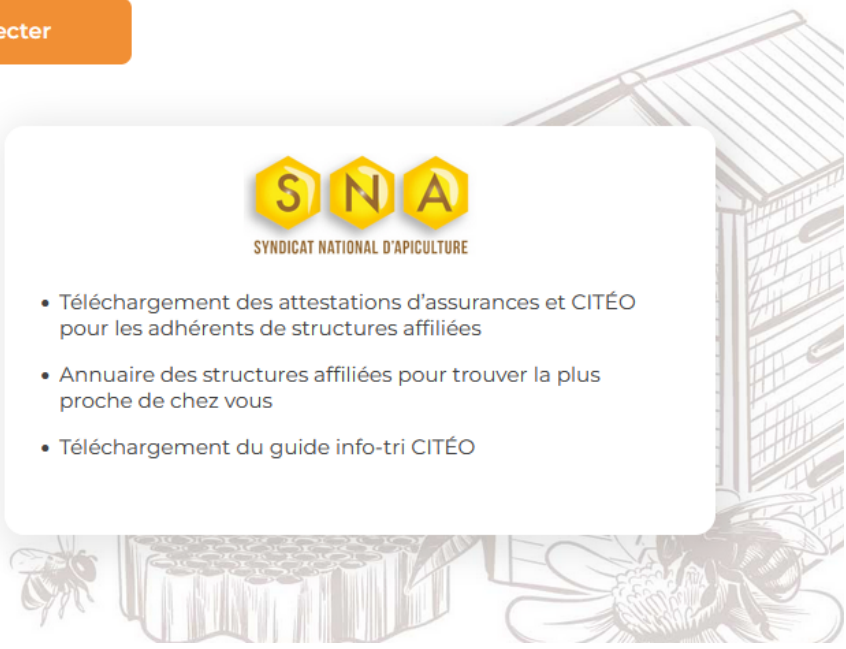 ecter
SNA
SYNDICAT NATIONAL D'APICULTURE
• Téléchargement des attestations d'assurances et CITÉO
pour les adhérents de structures affiliées
• Annuaire des structures affiliées pour trouver la plus
proche de chez vous
• Téléchargement du guide info-tri CITÉO